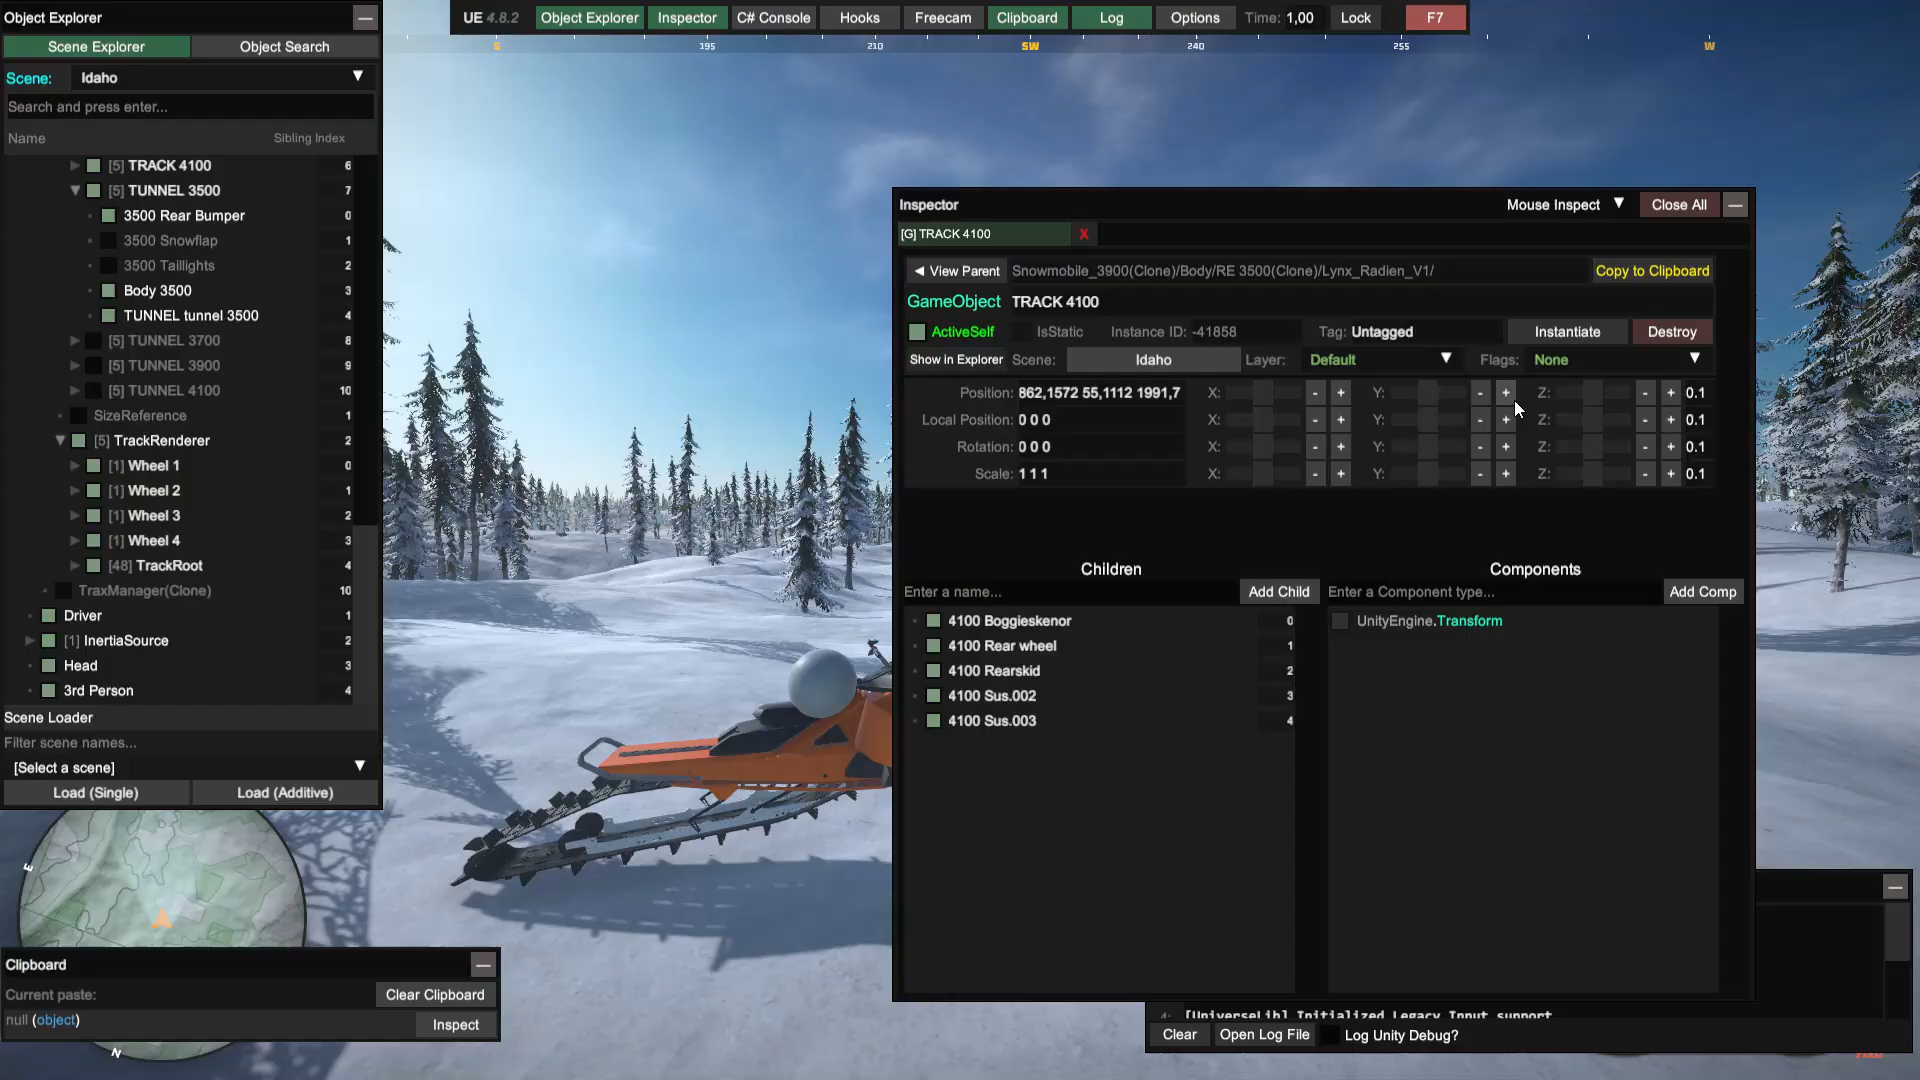 Object Explorer
Scene Explorer
Object Search
Scene:
Idaho
Search and press enter...
Name
Sibling Index
[5] TRACK 4100
6
[5] TUNNEL 3500
7
3500 Rear Bumper
0
3500 Snowflap
1
3500 Taillights
2
Body 3500
3
TUNNEL tunnel 3500
4
[5] TUNNEL 3700
8
[5] TUNNEL 3900
9
[5] TUNNEL 4100
10
SizeReference
1
[5] TrackRenderer
2
[1] Wheel 1
0
[1] Wheel 2
1
[1] Wheel 3
2
[1] Wheel 4
3
[48] TrackRoot
4
TraxManager(Clone)
10
Driver
1
[1] InertiaSource
2
Head
3
3rd Person
4
Scene Loader
Filter scene names...
[Select a scene]
Load (Single)
Load (Additive)
UE 4.8.2
Object Explorer
Inspector
C# Console
Hooks
Freecam
Clipboard
Log
Options
Time: 1,00
Lock
F7
S
195
210
SW
240
255
W
Inspector
Mouse Inspect
Close All
[G] TRACK 4100
X
◄ View Parent
Snowmobile_3900(Clone)/Body/RE 3500(Clone)/Lynx_Radien_V1/
Copy to Clipboard
GameObject
TRACK 4100
ActiveSelf
IsStatic
Instance ID: -41858
Tag: Untagged
Instantiate
Destroy
Show in Explorer
Scene:
Idaho
Layer:
Default
Flags:
None
Position: 862,1572 55,1112 1991,7
X: - + Y: - + Z: - + 0.1
Local Position: 0 0 0
X: - + Y: - + Z: - + 0.1
Rotation: 0 0 0
X: - + Y: - + Z: - + 0.1
Scale: 1 1 1
X: - + Y: - + Z: - + 0.1
Children
Components
Enter a name...
Add Child
Enter a Component type...
Add Comp
4100 Boggieskenor
0
4100 Rear wheel
1
4100 Rearskid
2
4100 Sus.002
3
4100 Sus.003
4
UnityEngine.Transform
E
N
Clipboard
Current paste:
Clear Clipboard
null (object)
Inspect
4: [UniverseLib] Initialized Legacy Input support
Clear
Open Log File
Log Unity Debug?